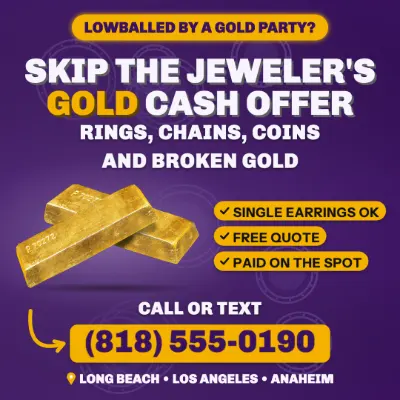 LOWBALLED BY A GOLD PARTY?
SKIP THE JEWELER'S
GOLD CASH OFFER
RINGS, CHAINS, COINS
AND BROKEN GOLD
SINGLE EARRINGS OK
FREE QUOTE
PAID ON THE SPOT
CALL OR TEXT
(818) 555-0190
LONG BEACH • LOS ANGELES • ANAHEIM